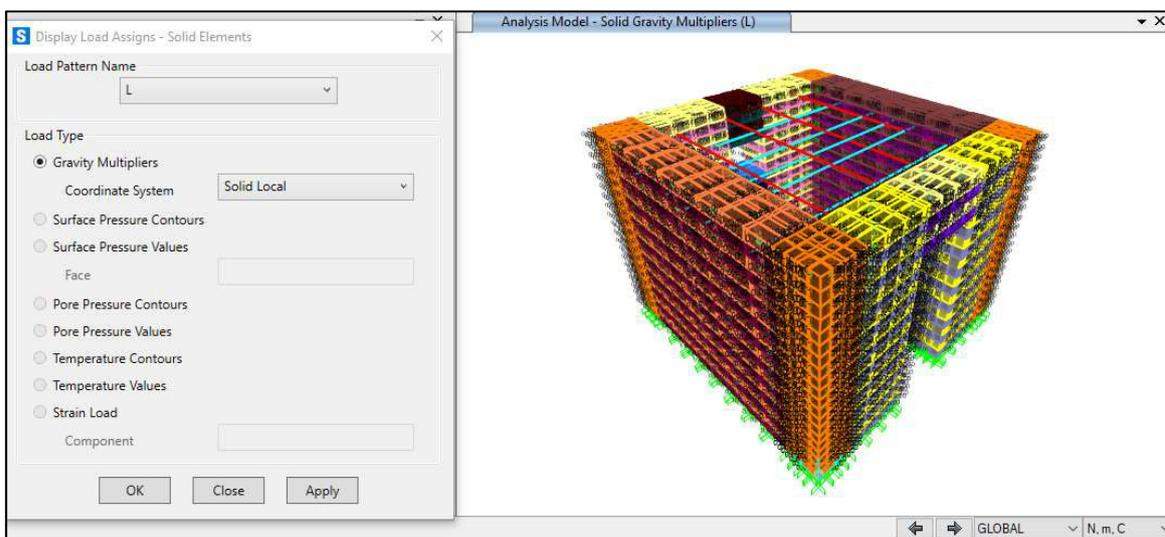 S Display Load Assigns - Solid Elements
Load Pattern Name
L
Load Type
Gravity Multipliers
Coordinate System Solid Local
Surface Pressure Contours
Surface Pressure Values
Face
Pore Pressure Contours
Pore Pressure Values
Temperature Contours
Temperature Values
Strain Load
Component
OK Close Apply
Analysis Model - Solid Gravity Multipliers (L)
GLOBAL N, m, C